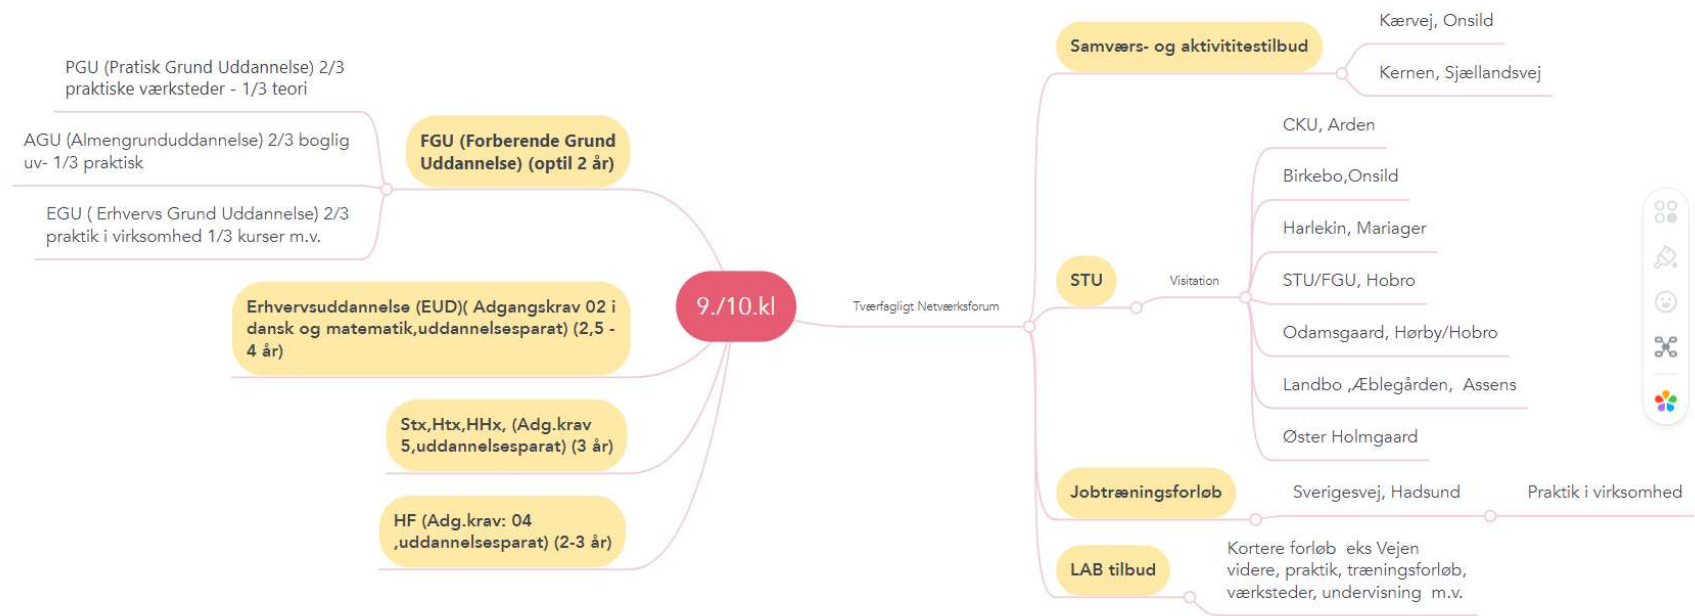 PGU (Pratisk Grund Uddannelse) 2/3
praktiske værksteder - 1/3 teori
AGU (Almengrunduddannelse) 2/3 boglig
uv- 1/3 praktisk
EGU ( Erhvervs Grund Uddannelse) 2/3
praktik i virksomhed 1/3 kurser m.v.
FGU (Forberende Grund
Uddannelse) (optil 2 år)
Erhvervsuddannelse (EUD)( Adgangskrav 02 i
dansk og matematik,uddannelsesparat) (2,5 -
4 år)
Stx,Htx,HHx, (Adg.krav
5,uddannelsesparat) (3 år)
HF (Adg.krav: 04
,uddannelsesparat) (2-3 år)
9./10.kl
Tværfagligt Netværksforum
Samværs- og aktivititestilbud
Kærvej, Onsild
Kernen, Sjællandsvej
STU
Visitation
CKU, Arden
Birkebo,Onsild
Harlekin, Mariager
STU/FGU, Hobro
Odamsgaard, Hørby/Hobro
Landbo ,Æblegården,  Assens
Øster Holmgaard
Jobtræningsforløb
Sverigesvej, Hadsund
Praktik i virksomhed
LAB tilbud
Kortere forløb  eks Vejen
videre, praktik, træningsforløb,
værksteder, undervisning  m.v.